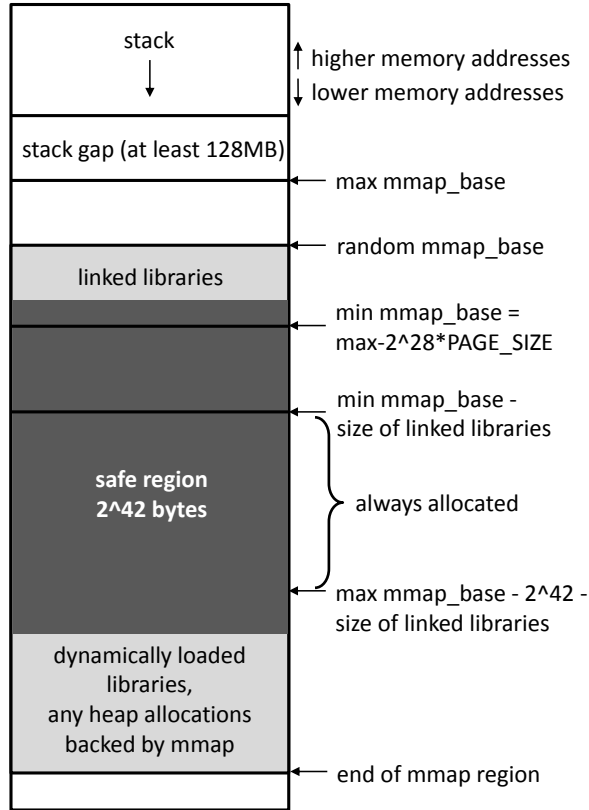 stack
higher memory addresses
lower memory addresses
stack gap (at least 128MB)
max mmap_base
random mmap_base
linked libraries
min mmap_base =
max-2^28*PAGE_SIZE
min mmap_base -
size of linked libraries
safe region
2^42 bytes
always allocated
max mmap_base - 2^42 -
size of linked libraries
dynamically loaded
libraries,
any heap allocations
backed by mmap
end of mmap region